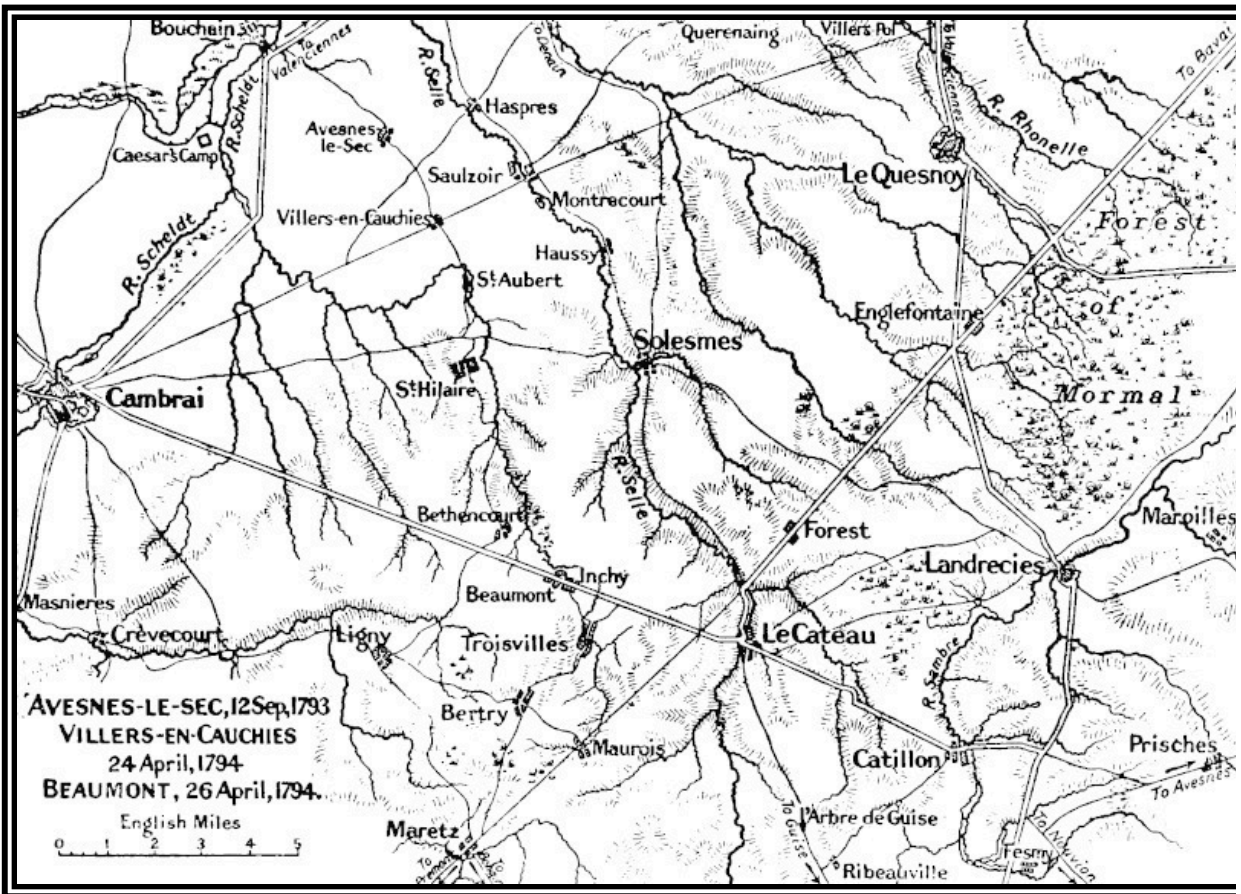 Bouchain
To Valenciennes
R. Scheldt
Caesar's Camp
Avesnes-
le-Sec
R. Selle
Haspres
To Denain
Querenaing
Villers Pol
To Bavai
R. Rhonelle
Le Quesnoy
Saulzoir
Montrecourt
Villers-en-Cauchies
Haussy
R. Scheldt
St. Aubert
Forest
of
Mormal
Englefontaine
Solesmes
St. Hilaire
Cambrai
R. Selle
Bethencourt
Forest
Maroilles
Landrecies
Inchy
Beaumont
Masnieres
Crèvecourt
Ligny
Troisvilles
Le Cateau
R. Sambre
Bertry
Maurois
Catillon
Prisches
To Avesnes
AVESNES-LE-SEC, 12 Sep, 1793
VILLERS-EN-CAUCHIES
24 April, 1794
BEAUMONT, 26 April, 1794.
English Miles
0 1 2 3 4 5
Maretz
To Guise
l'Arbre de Guise
Ribeauville
To Nouvion
Fesmy